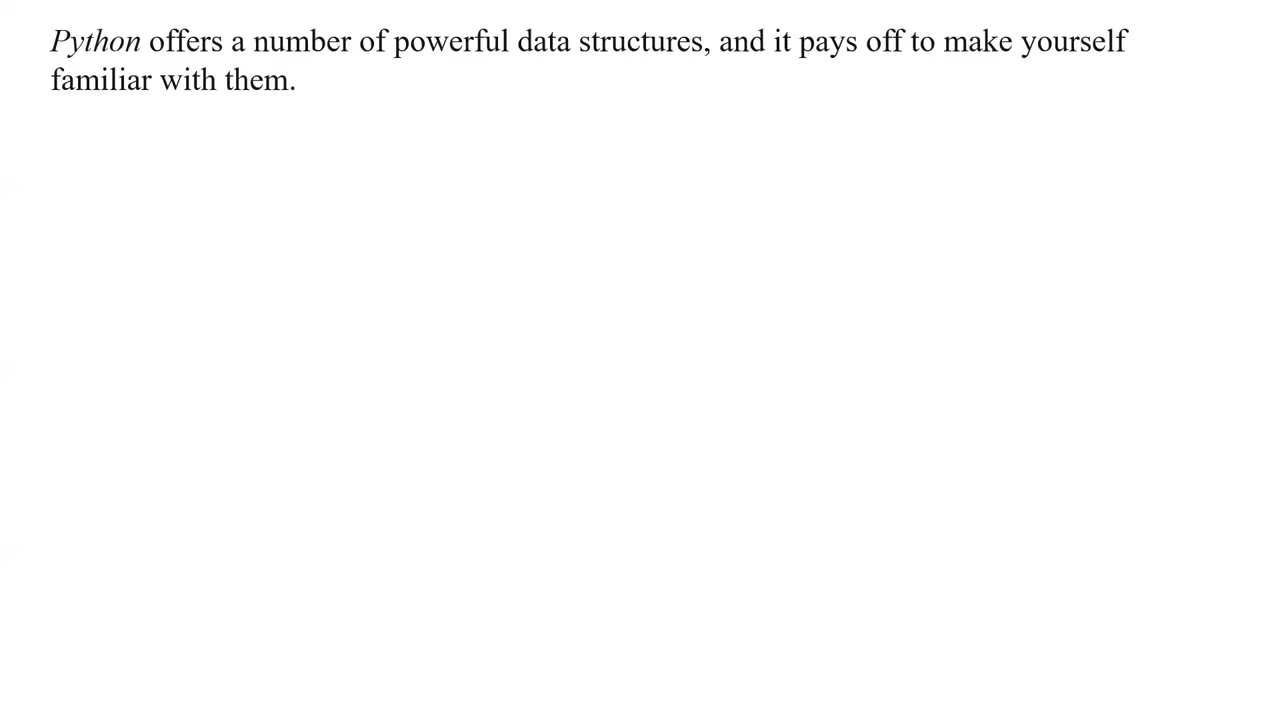 Python offers a number of powerful data structures, and it pays off to make yourself
familiar with them.